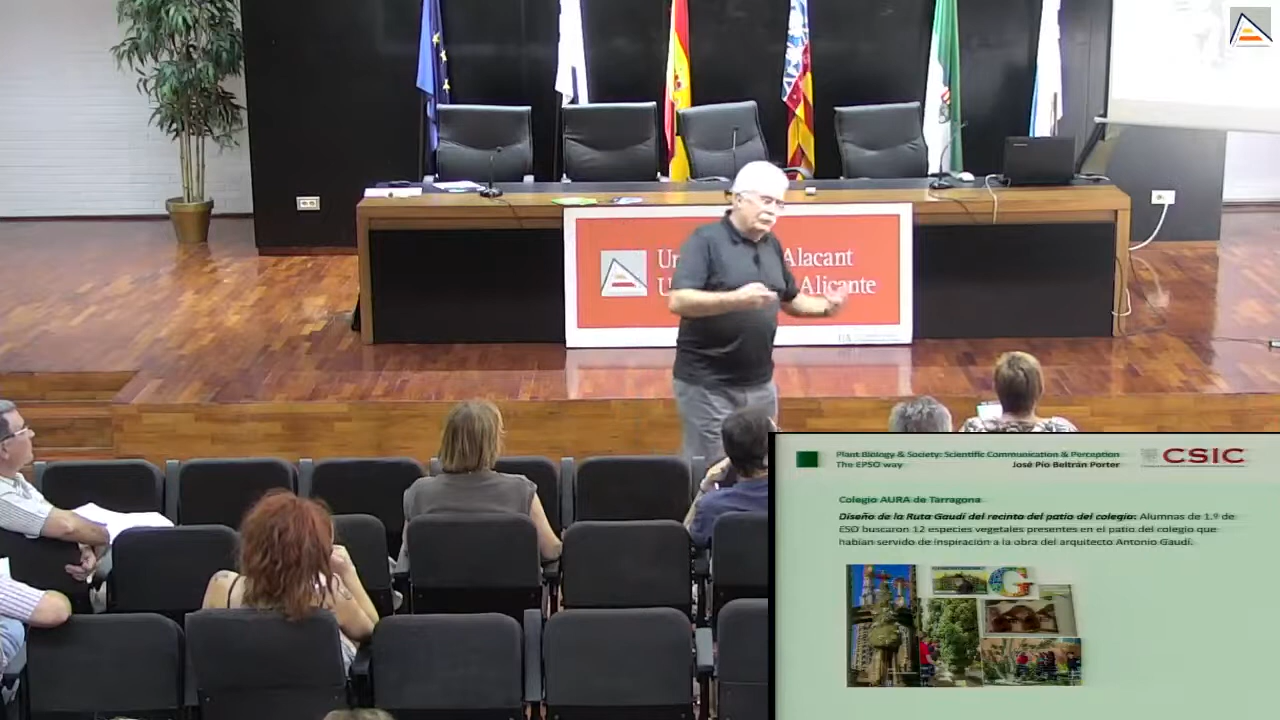 Un Alacant
U Alicante
UA
Plant Biology & Society: Scientific Communication & Perception
The EPSO way
José Pío Beltrán Porter
CSIC
Colegio AURA de Tarragona
Diseño de la Ruta Gaudí del recinto del patio del colegio. Alumnas de 1.º de
ESO buscaron 12 especies vegetales presentes en el patio del colegio que
habían servido de inspiración a la obra del arquitecto Antonio Gaudí.
G